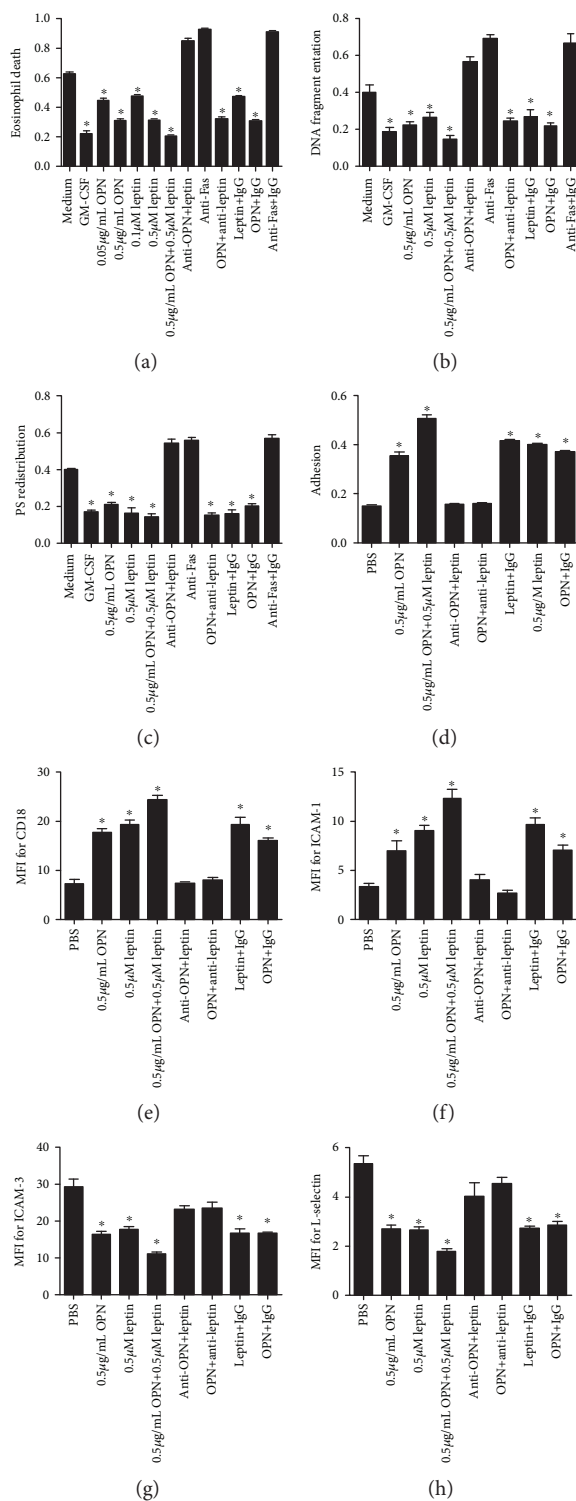 1.0
0.8
0.6
0.4
0.2
0.0
Eosinophil death
* * * * * * * * * *
Medium
GM-CSF
0.05μg/mL OPN
0.5μg/mL OPN
0.1μM leptin
0.5μM leptin
0.5μg/mL OPN+0.5μM leptin
Anti-OPN+leptin
Anti-Fas
OPN+anti-leptin
Leptin+IgG
OPN+IgG
Anti-Fas+IgG
(a)
0.8
0.6
0.4
0.2
0.0
DNA fragment entation
* * * * * * *
Medium
GM-CSF
0.5μg/mL OPN
0.5μM leptin
0.5μg/mL OPN+0.5μM leptin
Anti-OPN+leptin
Anti-Fas
OPN+anti-leptin
Leptin+IgG
OPN+IgG
Anti-Fas+IgG
(b)
0.8
0.6
0.4
0.2
0.0
PS redistribution
* * * * * * *
Medium
GM-CSF
0.5μg/mL OPN
0.5μM leptin
0.5μg/mL OPN+0.5μM leptin
Anti-OPN+leptin
Anti-Fas
OPN+anti-leptin
Leptin+IgG
OPN+IgG
Anti-Fas+IgG
(c)
0.6
0.4
0.2
0.0
Adhesion
* * * * *
PBS
0.5μg/mL OPN
0.5μg/mL OPN+0.5μM leptin
Anti-OPN+leptin
OPN+anti-leptin
Leptin+IgG
0.5μg/M leptin
OPN+IgG
(d)
30
20
10
0
MFI for CD18
* * * * *
PBS
0.5μg/mL OPN
0.5μM leptin
0.5μg/mL OPN+0.5μM leptin
Anti-OPN+leptin
OPN+anti-leptin
Leptin+IgG
OPN+IgG
(e)
15
10
5
0
MFI for ICAM-1
* * * * *
PBS
0.5μg/mL OPN
0.5μM leptin
0.5μg/mL OPN+0.5μM leptin
Anti-OPN+leptin
OPN+anti-leptin
Leptin+IgG
OPN+IgG
(f)
40
30
20
10
0
MFI for ICAM-3
* * * * *
PBS
0.5μg/mL OPN
0.5μM leptin
0.5μg/mL OPN+0.5μM leptin
Anti-OPN+leptin
OPN+anti-leptin
Leptin+IgG
OPN+IgG
(g)
6
4
2
0
MFI for L-selectin
* * * * *
PBS
0.5μg/mL OPN
0.5μM leptin
0.5μg/mL OPN+0.5μM leptin
Anti-OPN+leptin
OPN+anti-leptin
Leptin+IgG
OPN+IgG
(h)